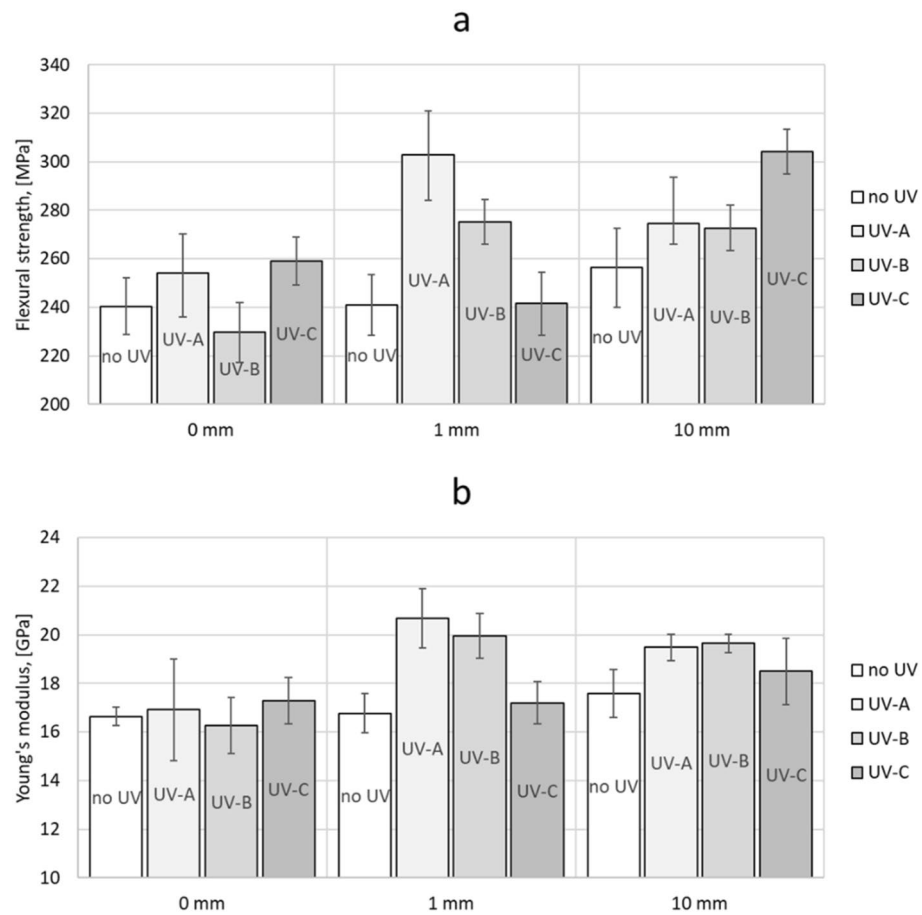 a
Flexural strength, [MPa]
340
320
300
280
260
240
220
200
no UV
UV-A
UV-B
UV-C
no UV
UV-A
UV-B
UV-C
no UV
UV-A
UV-B
UV-C
0 mm
1 mm
10 mm
no UV
UV-A
UV-B
UV-C
b
Young's modulus, [GPa]
24
22
20
18
16
14
12
10
no UV
UV-A
UV-B
UV-C
no UV
UV-A
UV-B
UV-C
no UV
UV-A
UV-B
UV-C
0 mm
1 mm
10 mm
no UV
UV-A
UV-B
UV-C